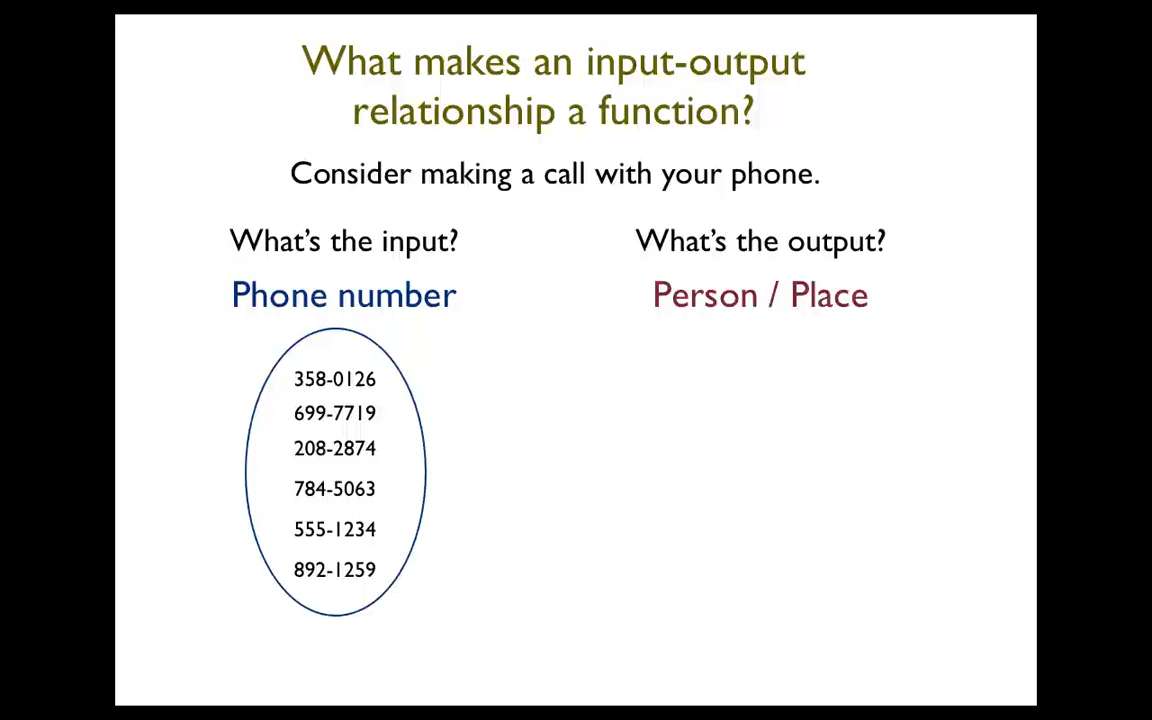 What makes an input-output
relationship a function?
Consider making a call with your phone.
What's the input?
What's the output?
Phone number
Person / Place
358-0126
699-7719
208-2874
784-5063
555-1234
892-1259